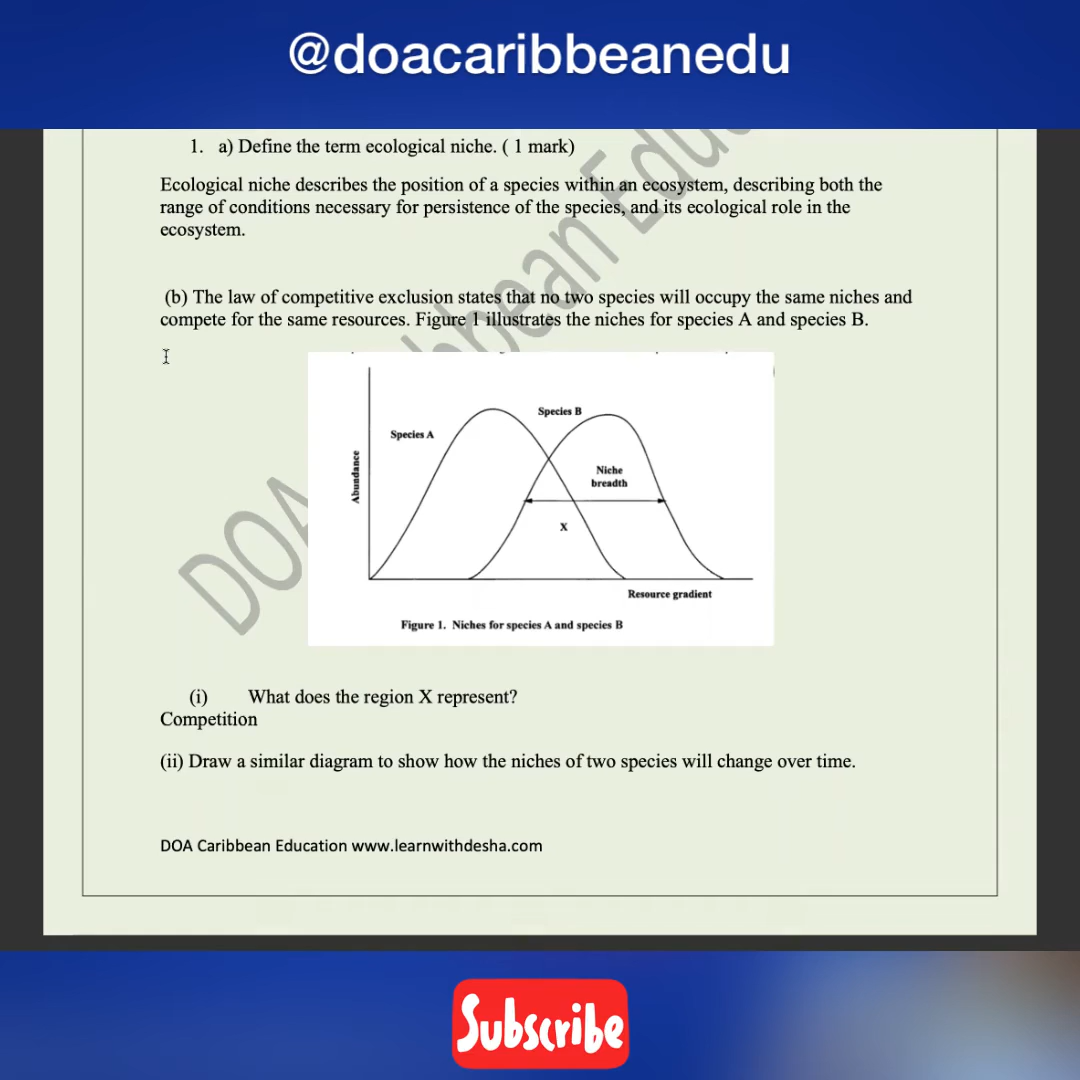 @doacaribbeanedu
1. a) Define the term ecological niche. ( 1 mark)
Ecological niche describes the position of a species within an ecosystem, describing both the
range of conditions necessary for persistence of the species, and its ecological role in the
ecosystem.
(b) The law of competitive exclusion states that no two species will occupy the same niches and
compete for the same resources. Figure 1 illustrates the niches for species A and species B.
Species B
Species A
Abundance
Niche
breadth
X
Resource gradient
Figure 1. Niches for species A and species B
(i) What does the region X represent?
Competition
(ii) Draw a similar diagram to show how the niches of two species will change over time.
DOA Caribbean Education www.learnwithdesha.com
Subscribe